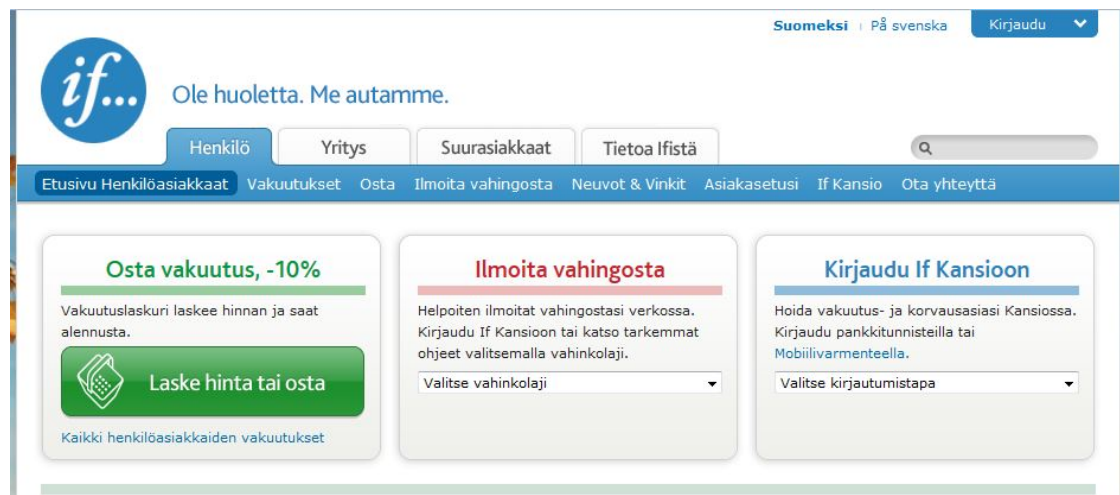 Suomeksi På svenska Kirjaudu
if...
Ole huoletta. Me autamme.
Henkilö Yritys Suurasiakkaat Tietoa Ifistä
Etusivu Henkilöasiakkaat Vakuutukset Osta Ilmoita vahingosta Neuvot & Vinkit Asiakasetusi If Kansio Ota yhteyttä
Osta vakuutus, -10%
Vakuutuslaskuri laskee hinnan ja saat
alennusta.
Laske hinta tai osta
Kaikki henkilöasiakkaiden vakuutukset
Ilmoita vahingosta
Helpoiten ilmoitat vahingostasi verkossa.
Kirjaudu If Kansioon tai katso tarkemmat
ohjeet valitsemalla vahinkolaji.
Valitse vahinkolaji
Kirjaudu If Kansioon
Hoida vakuutus- ja korvausasiasi Kansiossa.
Kirjaudu pankkitunnisteilla tai
Mobiilivarmenteella.
Valitse kirjautumistapa